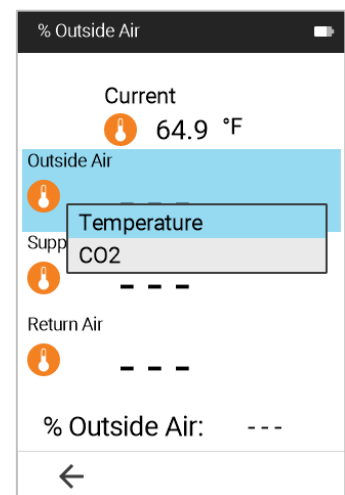 % Outside Air
Current
64.9 °F
Outside Air
- - -
Temperature
Supp
CO2
- - -
Return Air
- - -
% Outside Air: - - -